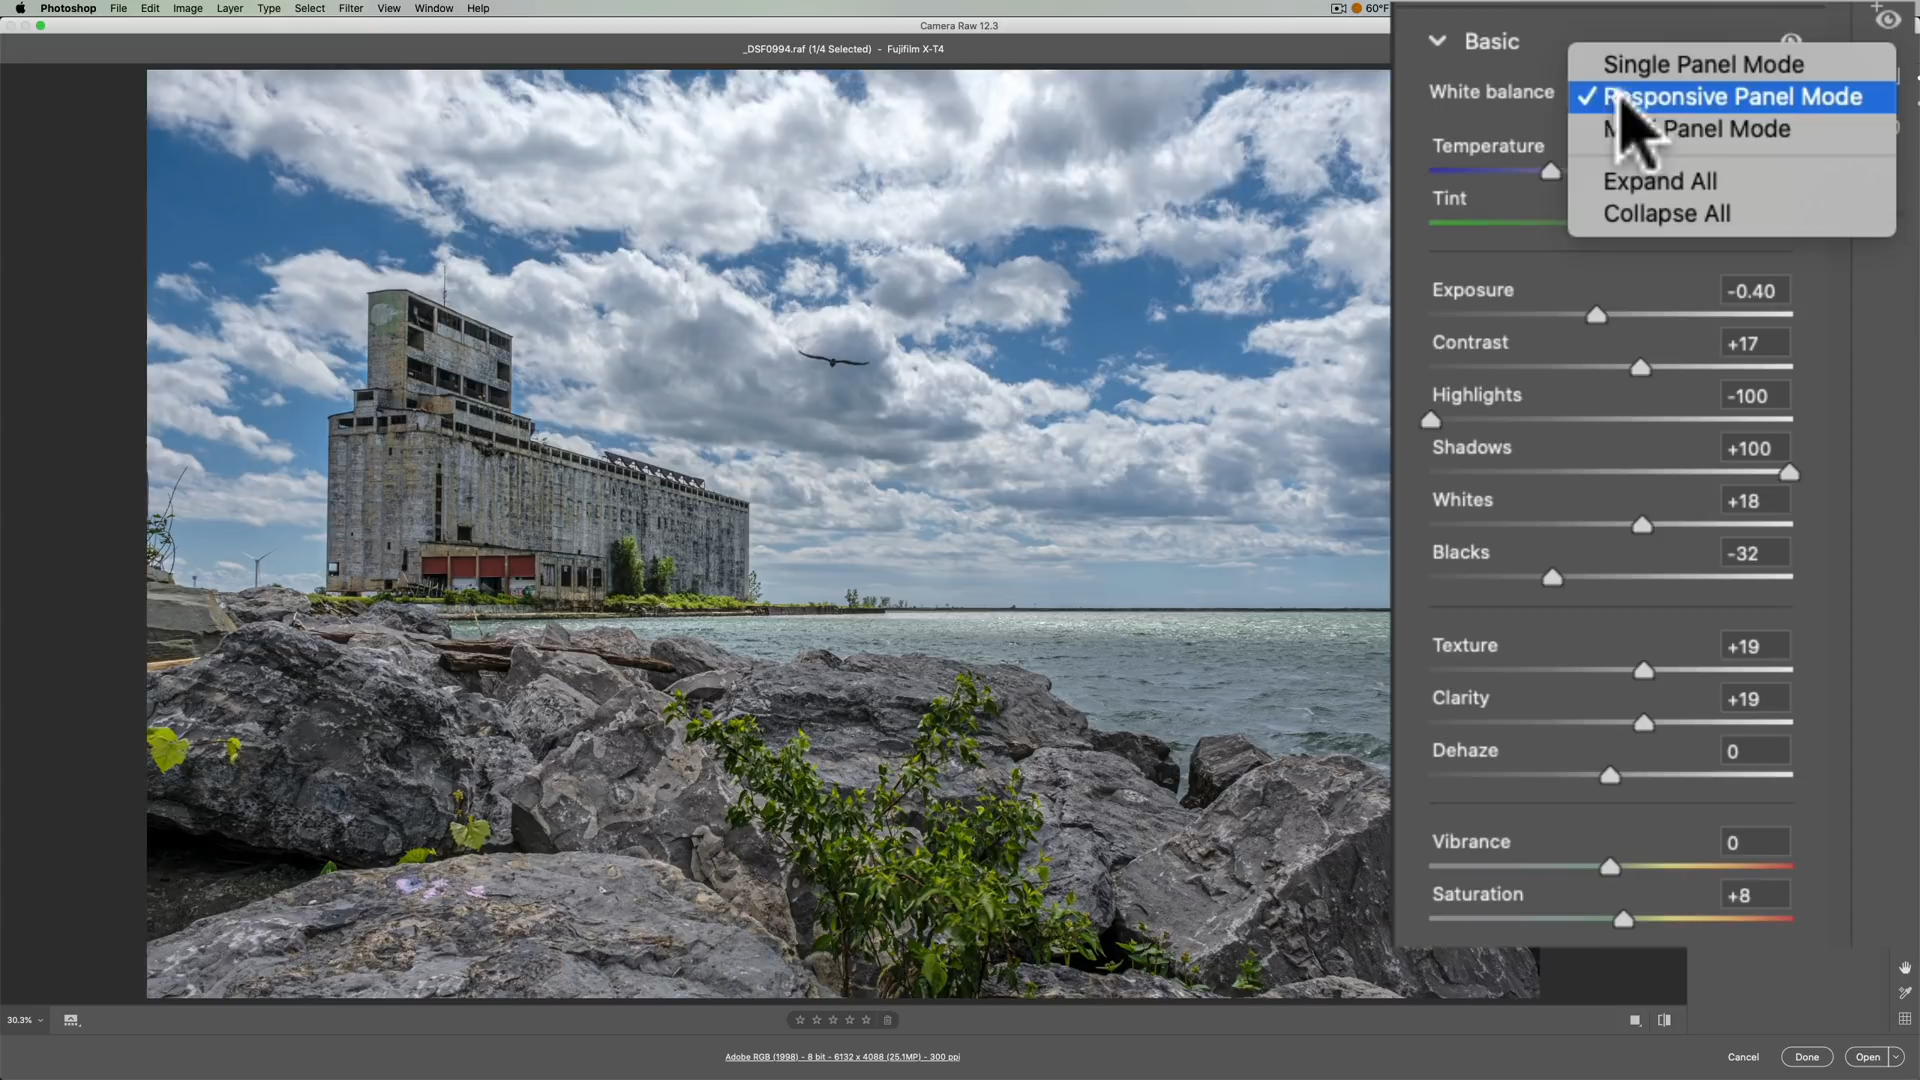 Photoshop File Edit Image Layer Type Select Filter View Window Help
60°F
Camera Raw 12.3
_DSF0994.raf (1/4 Selected) - Fujifilm X-T4
Basic
Single Panel Mode
White balance
✓ Responsive Panel Mode
Panel Mode
Temperature
Expand All
Tint
Collapse All
Exposure -0.40
Contrast +17
Highlights -100
Shadows +100
Whites +18
Blacks -32
Texture +19
Clarity +19
Dehaze 0
Vibrance 0
Saturation +8
30.3%
Adobe RGB (1998) - 8 bit - 6132 x 4088 (25.1MP) - 300 ppi
Cancel Done Open